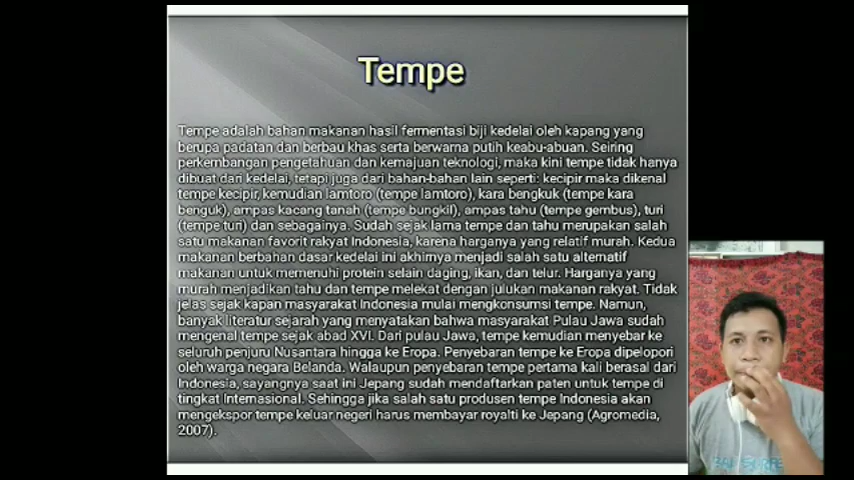 Tempe
Tempe adalah bahan makanan hasil fermentasi biji kedelai oleh kapang yang
berupa padatan dan berbau khas serta berwarna putih keabu-abuan. Seiring
perkembangan pengetahuan dan kemajuan teknologi, maka kini tempe tidak hanya
dibuat dari kedelai, tetapi juga dari bahan-bahan lain seperti: kecipir maka dikenal
tempe kecipir, kemudian lamtoro (tempe lamtoro), kara bengkuk (tempe kara
benguk), ampas kacang tanah (tempe bungkil), ampas tahu (tempe gembus), turi
(tempe turi) dan sebagainya. Sudah sejak lama tempe dan tahu merupakan salah
satu makanan favorit rakyat Indonesia, karena harganya yang relatif murah. Kedua
makanan berbahan dasar kedelai ini akhirnya menjadi salah satu alternatif
makanan untuk memenuhi protein selain daging, ikan, dan telur. Harganya yang
murah menjadikan tahu dan tempe melekat dengan julukan makanan rakyat. Tidak
jelas sejak kapan masyarakat Indonesia mulai mengkonsumsi tempe. Namun,
banyak literatur sejarah yang menyatakan bahwa masyarakat Pulau Jawa sudah
mengenal tempe sejak abad XVI. Dari pulau Jawa, tempe kemudian menyebar ke
seluruh penjuru Nusantara hingga ke Eropa. Penyebaran tempe ke Eropa dipelopori
oleh warga negara Belanda. Walaupun penyebaran tempe pertama kali berasal dari
Indonesia, sayangnya saat ini Jepang sudah mendaftarkan paten untuk tempe di
tingkat Internasional. Sehingga jika salah satu produsen tempe Indonesia akan
mengekspor tempe keluar negeri harus membayar royalti ke Jepang (Agromedia,
2007).